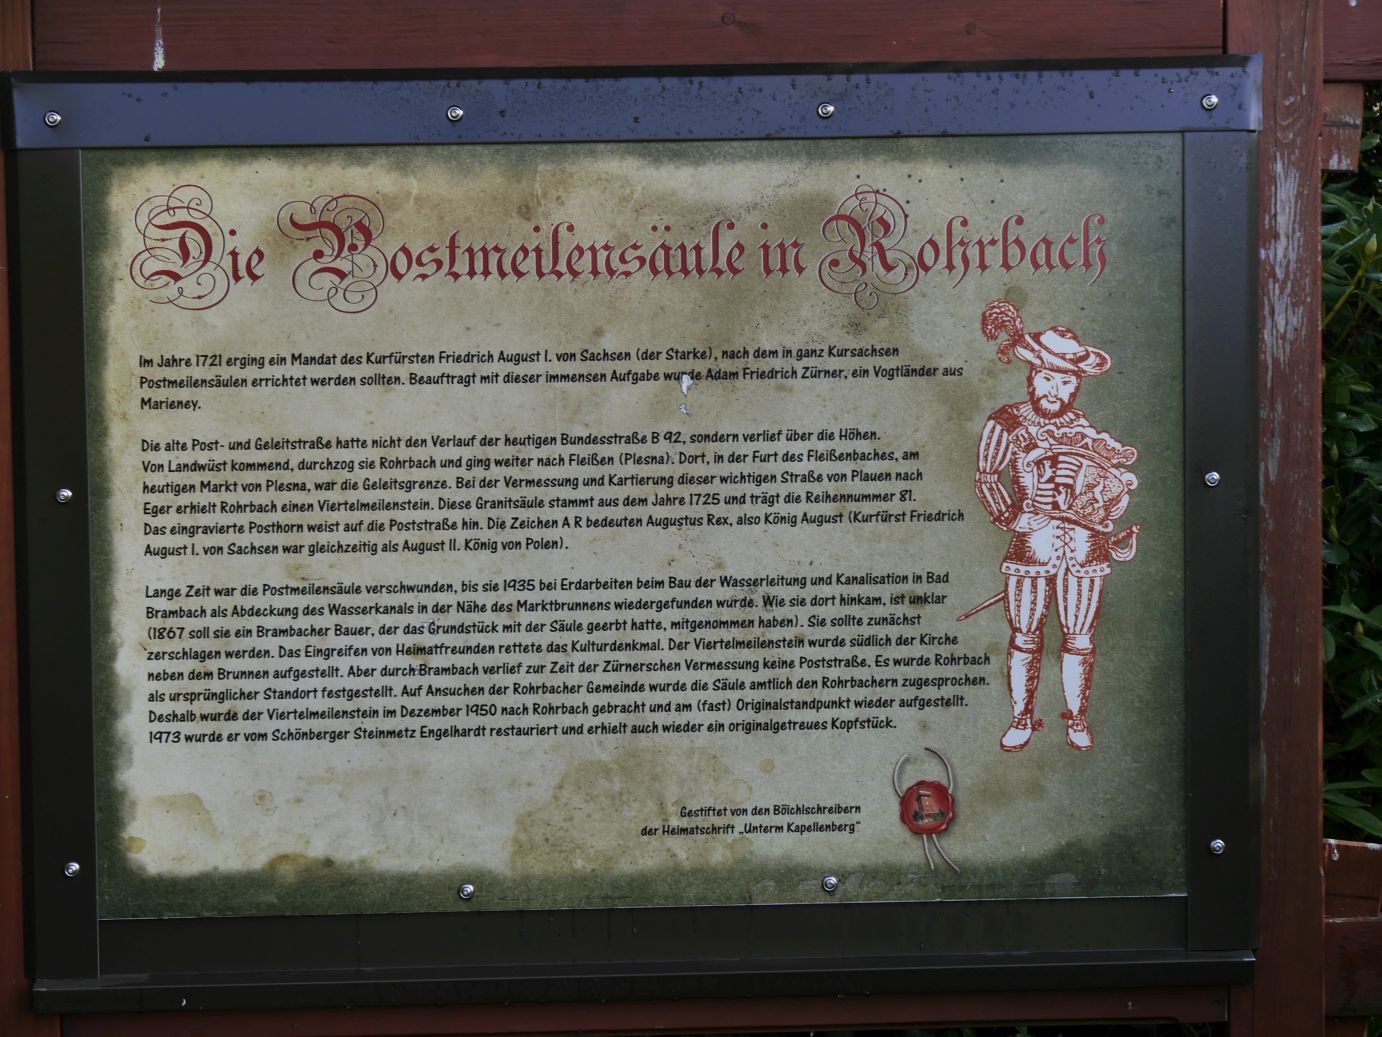 Die Postmeilensäule in Rohrbach
Im Jahre 1721 erging ein Mandat des Kurfürsten Friedrich August I. von Sachsen (der Starke), nach dem in ganz Kursachsen
Postmeilensäulen errichtet werden sollten. Beauftragt mit dieser immensen Aufgabe wurde Adam Friedrich Zürner, ein Vogtländer aus
Marieney.
Die alte Post- und Geleitstraße hatte nicht den Verlauf der heutigen Bundesstraße B 92, sondern verlief über die Höhen.
Von Landwüst kommend, durchzog sie Rohrbach und ging weiter nach Fleißen (Plesna). Dort, in der Furt des Fleißenbaches, am
heutigen Markt von Plesna, war die Geleitsgrenze. Bei der Vermessung und Kartierung dieser wichtigen Straße von Plauen nach
Eger erhielt Rohrbach einen Viertelmeilenstein. Diese Granitsäule stammt aus dem Jahre 1725 und trägt die Reihennummer 81.
Das eingravierte Posthorn weist auf die Poststraße hin. Die Zeichen A R bedeuten Augustus Rex, also König August (Kurfürst Friedrich
August I. von Sachsen war gleichzeitig als August II. König von Polen).
Lange Zeit war die Postmeilensäule verschwunden, bis sie 1935 bei Erdarbeiten beim Bau der Wasserleitung und Kanalisation in Bad
Brambach als Abdeckung des Wasserkanals in der Nähe des Marktbrunnens wiedergefunden wurde. Wie sie dort hinkam, ist unklar
(1867 soll sie ein Brambacher Bauer, der das Grundstück mit der Säule geerbt hatte, mitgenommen haben). Sie sollte zunächst
zerschlagen werden. Das Eingreifen von Heimatfreunden rettete das Kulturdenkmal. Der Viertelmeilenstein wurde südlich der Kirche
neben dem Brunnen aufgestellt. Aber durch Brambach verlief zur Zeit der Zürnerschen Vermessung keine Poststraße. Es wurde Rohrbach
als ursprünglicher Standort festgestellt. Auf Ansuchen der Rohrbacher Gemeinde wurde die Säule amtlich den Rohrbachern zugesprochen.
Deshalb wurde der Viertelmeilenstein im Dezember 1950 nach Rohrbach gebracht und am (fast) Originalstandpunkt wieder aufgestellt.
1973 wurde er vom Schönberger Steinmetz Engelhardt restauriert und erhielt auch wieder ein originalgetreues Kopfstück.
Gestiftet von den Böichlschreibern
der Heimatschrift „Unterm Kapellenberg“